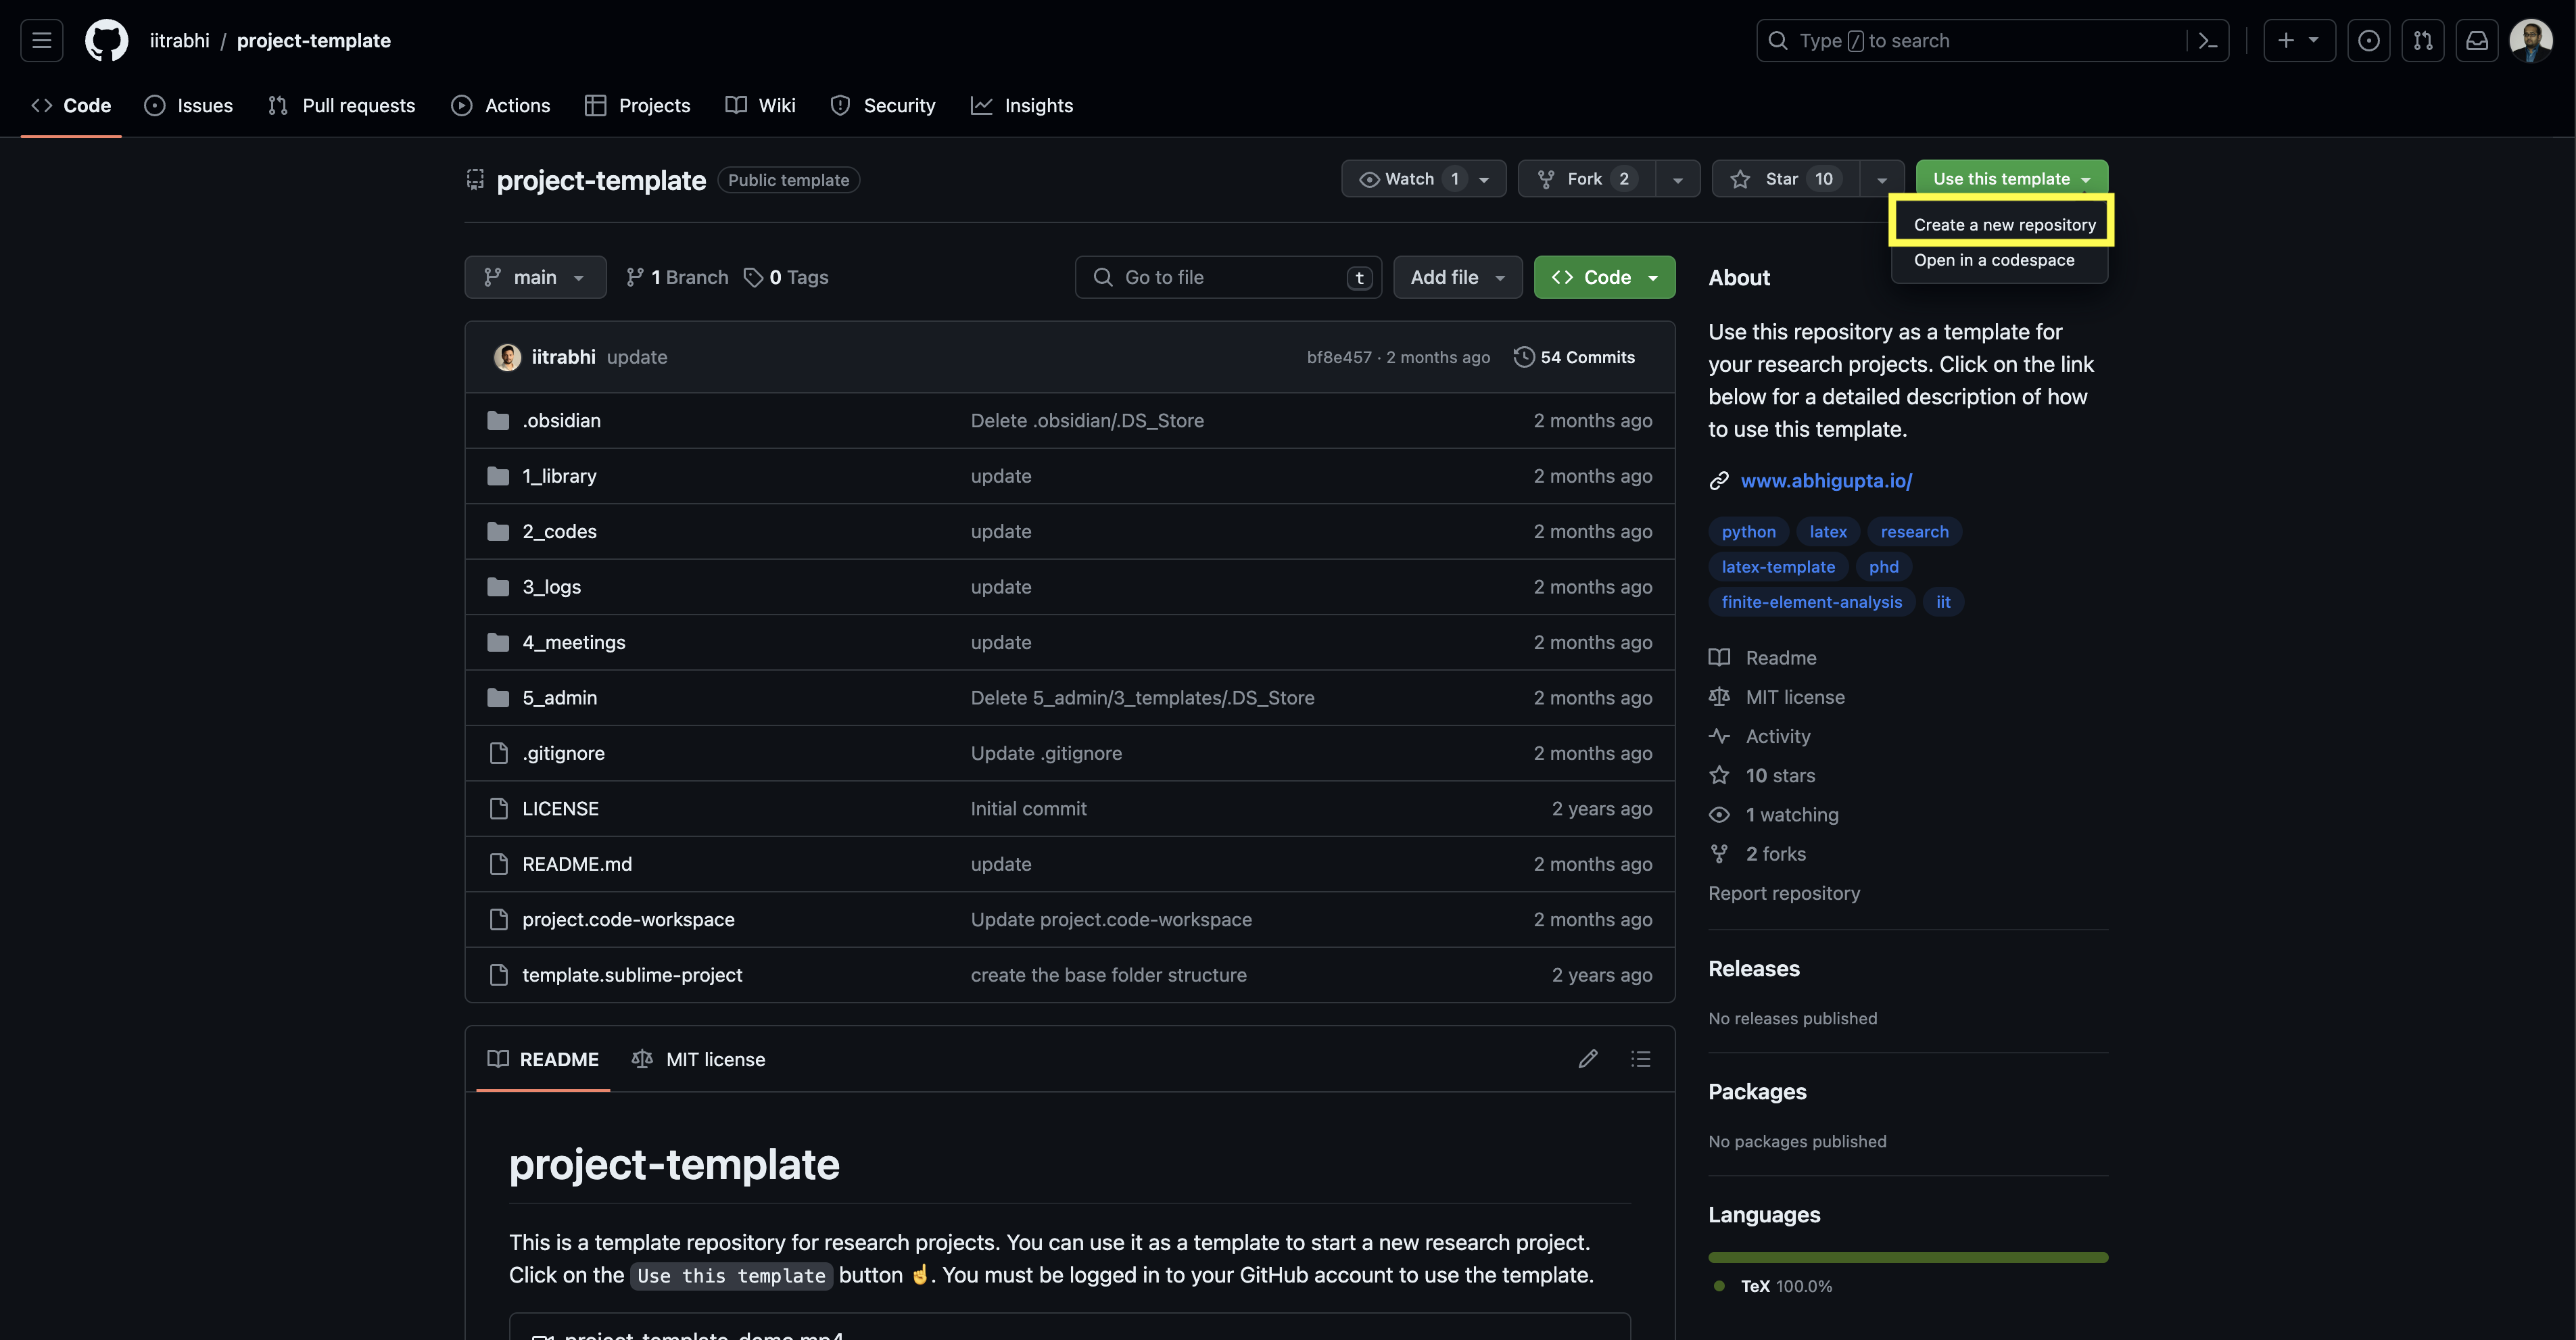 iitrabhi / project-template
Type / to search
Code Issues Pull requests Actions Projects Wiki Security Insights
project-template Public template
Watch 1 Fork 2 Star 10 Use this template
Create a new repository
Open in a codespace
main 1 Branch 0 Tags Go to file t Add file Code
iitrabhi update bf8e457 · 2 months ago 54 Commits
.obsidian Delete .obsidian/.DS_Store 2 months ago
1_library update 2 months ago
2_codes update 2 months ago
3_logs update 2 months ago
4_meetings update 2 months ago
5_admin Delete 5_admin/3_templates/.DS_Store 2 months ago
.gitignore Update .gitignore 2 months ago
LICENSE Initial commit 2 years ago
README.md update 2 months ago
project.code-workspace Update project.code-workspace 2 months ago
template.sublime-project create the base folder structure 2 years ago
README MIT license
project-template
This is a template repository for research projects. You can use it as a template to start a new research project.
Click on the Use this template button ☝️. You must be logged in to your GitHub account to use the template.
project-template-demo.mp4
About
Use this repository as a template for
your research projects. Click on the link
below for a detailed description of how
to use this template.
www.abhigupta.io/
python latex research
latex-template phd
finite-element-analysis iit
Readme
MIT license
Activity
10 stars
1 watching
2 forks
Report repository
Releases
No releases published
Packages
No packages published
Languages
TeX 100.0%